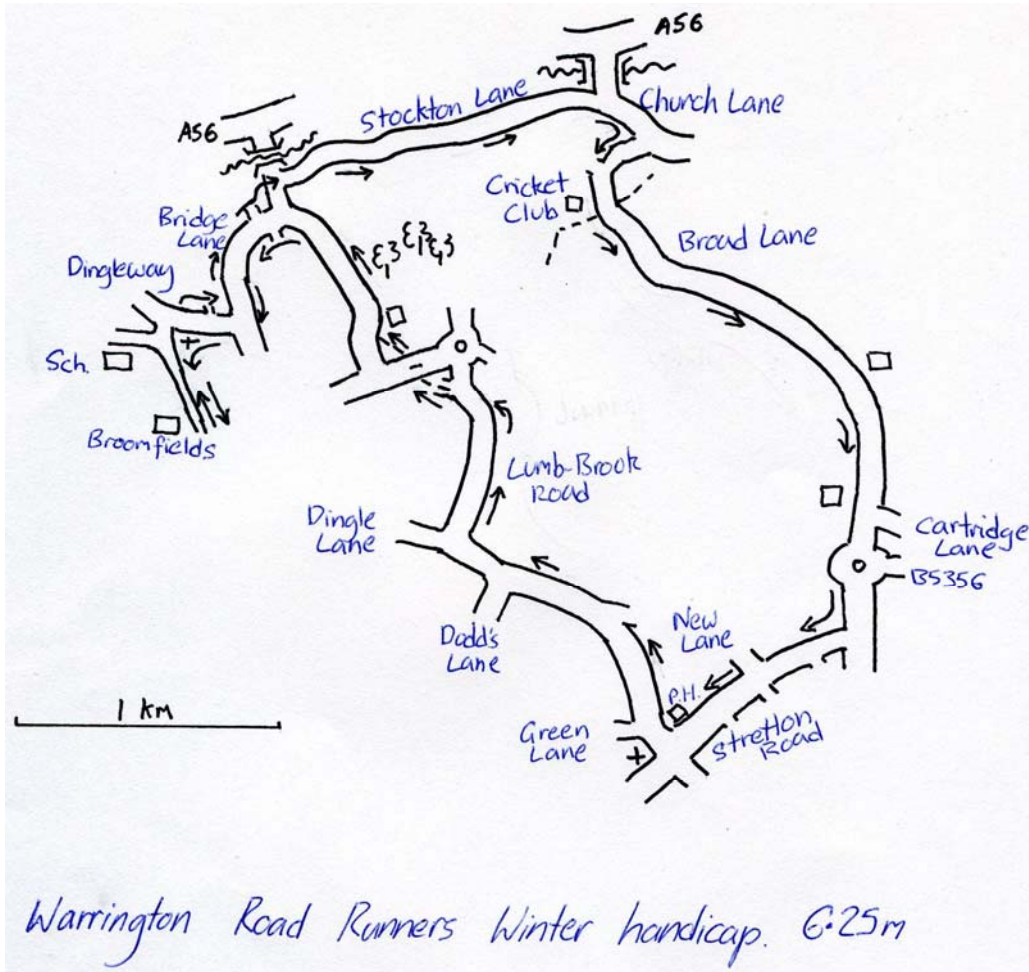 A56
A56
Stockton Lane
Church Lane
Bridge
Lane
Cricket
Club
Broad Lane
Dingleway
Sch.
Broomfields
Lumb-Brook
Road
Dingle
Lane
Cartridge
Lane
B5356
Dodd's
Lane
New
Lane
P.H.
1 Km
Green
Lane
Stretton
Road
Warrington Road Runners Winter handicap. 6.25m